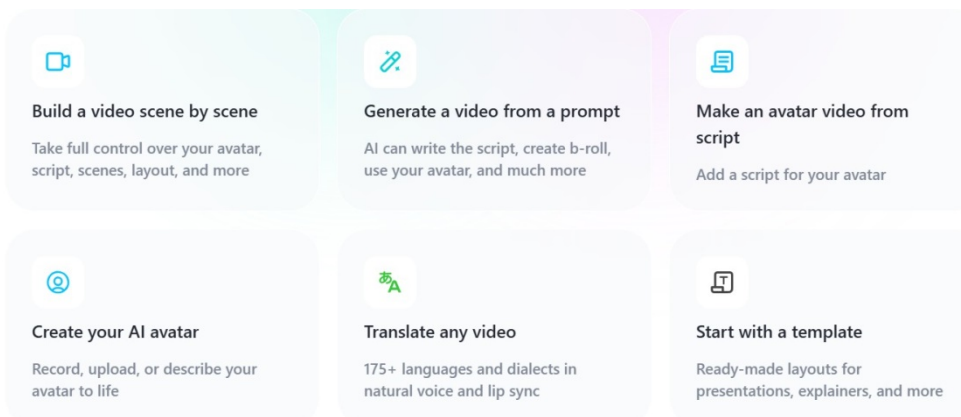 Build a video scene by scene
Take full control over your avatar,
script, scenes, layout, and more
Generate a video from a prompt
AI can write the script, create b-roll,
use your avatar, and much more
Make an avatar video from
script
Add a script for your avatar
Create your AI avatar
Record, upload, or describe your
avatar to life
あA
Translate any video
175+ languages and dialects in
natural voice and lip sync
T
Start with a template
Ready-made layouts for
presentations, explainers, and more